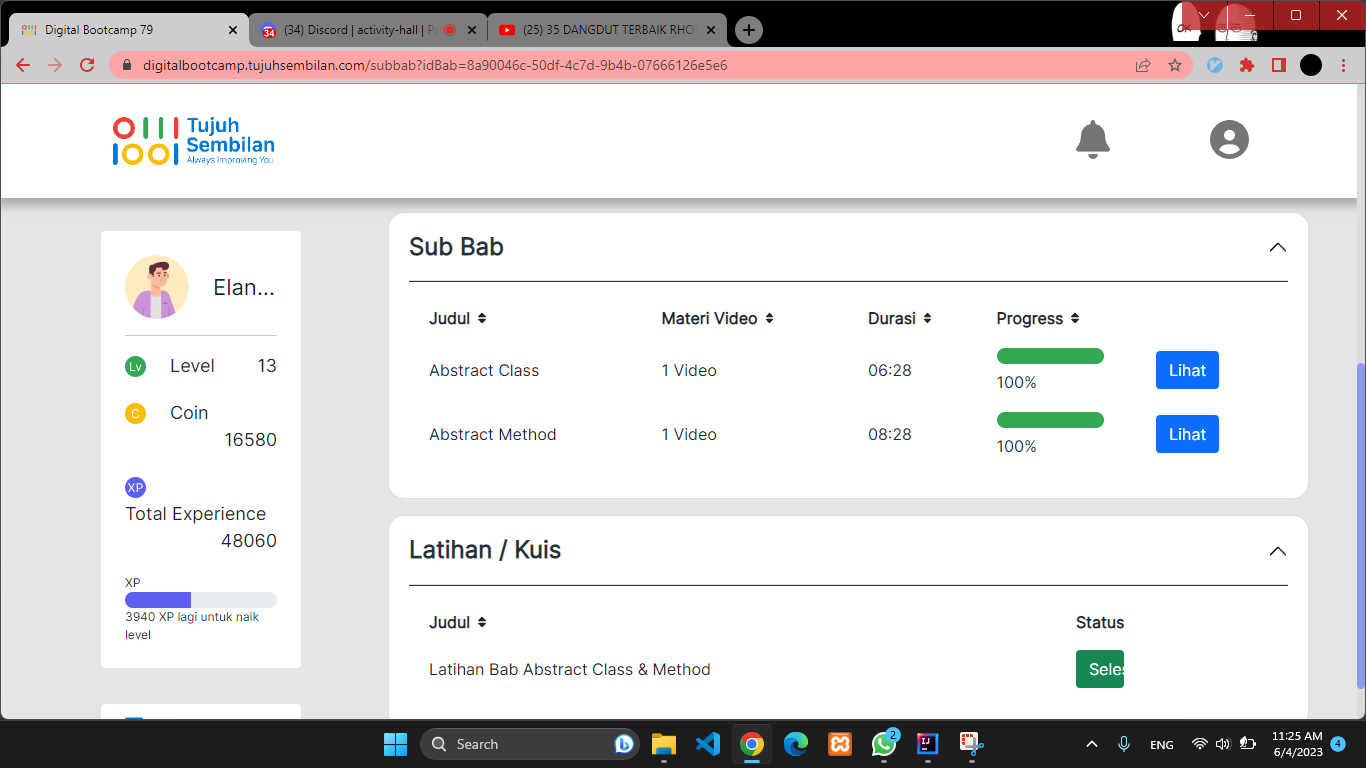 Digital Bootcamp 79
(34) Discord | activity-hall | P
(25) 35 DANGDUT TERBAIK RHO
digitalbootcamp.tujuhsembilan.com/subbab?idBab=8a90046c-50df-4c7d-9b4b-07666126e5e6
Tujuh
Sembilan
Always Improving You
Elan...
Lv Level 13
C Coin
16580
XP
Total Experience
48060
XP
3940 XP lagi untuk naik
level
Sub Bab
Judul Materi Video Durasi Progress
Abstract Class 1 Video 06:28 100% Lihat
Abstract Method 1 Video 08:28 100% Lihat
Latihan / Kuis
Judul Status
Latihan Bab Abstract Class & Method Seles
Search
2
ENG
11:25 AM
6/4/2023
4